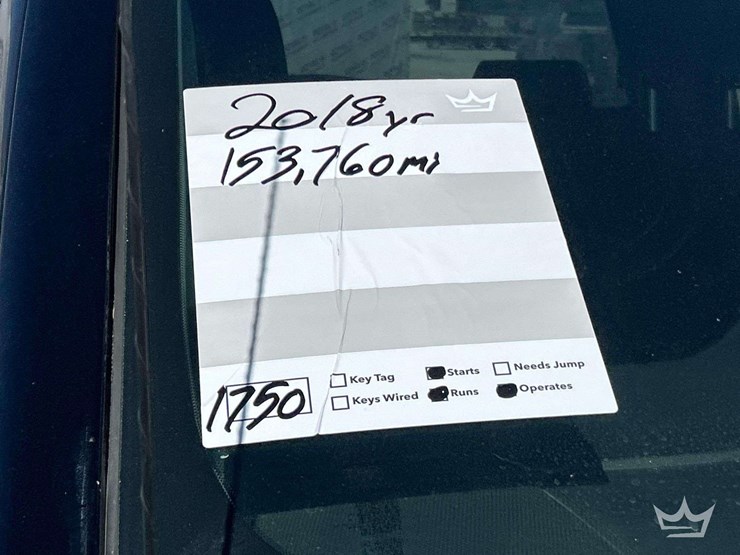 2018yr
153,760mi
1750
Key Tag Starts Needs Jump
Keys Wired Runs Operates